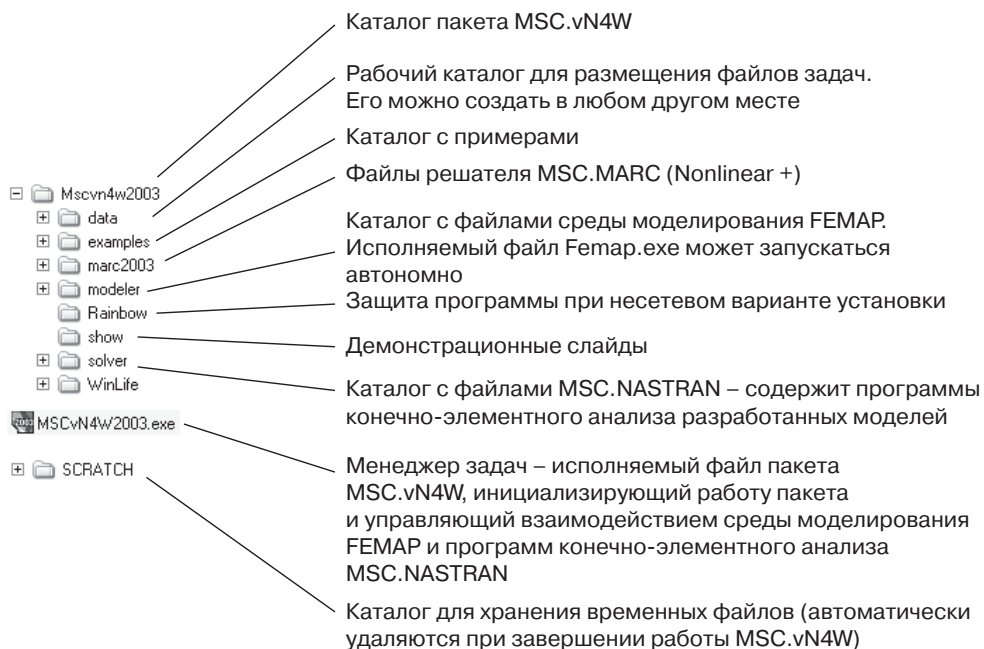 Каталог пакета MSC.vN4W
Рабочий каталог для размещения файлов задач.
Его можно создать в любом другом месте
Каталог с примерами
Файлы решателя MSC.MARC (Nonlinear +)
Каталог с файлами среды моделирования FEMAP.
Исполняемый файл Femap.exe может запускаться
автономно
Защита программы при несетевом варианте установки
Демонстрационные слайды
Каталог с файлами MSC.NASTRAN – содержит программы
конечно-элементного анализа разработанных моделей
Менеджер задач – исполняемый файл пакета
MSC.vN4W, инициализирующий работу пакета
и управляющий взаимодействием среды моделирования
FEMAP и программ конечно-элементного анализа
MSC.NASTRAN
Каталог для хранения временных файлов (автоматически
удаляются при завершении работы MSC.vN4W)
Mscvn4w2003
data
examples
marc2003
modeler
Rainbow
show
solver
WinLife
MSCvN4W2003.exe
SCRATCH